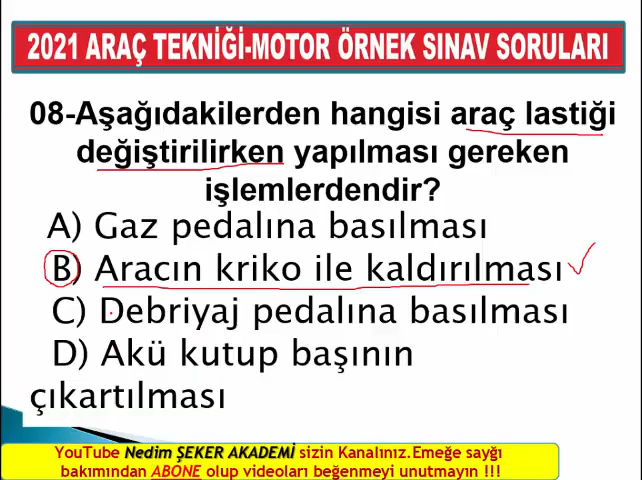 2021 ARAÇ TEKNİĞİ-MOTOR ÖRNEK SINAV SORULARI
08-Aşağıdakilerden hangisi araç lastiği
değiştirilirken yapılması gereken
işlemlerdendir?
A) Gaz pedalına basılması
B) Aracın kriko ile kaldırılması
C) Debriyaj pedalına basılması
D) Akü kutup başının
çıkartılması
YouTube Nedim ŞEKER AKADEMİ sizin Kanalınız.Emeğe saygı
bakımından ABONE olup videoları beğenmeyi unutmayın !!!